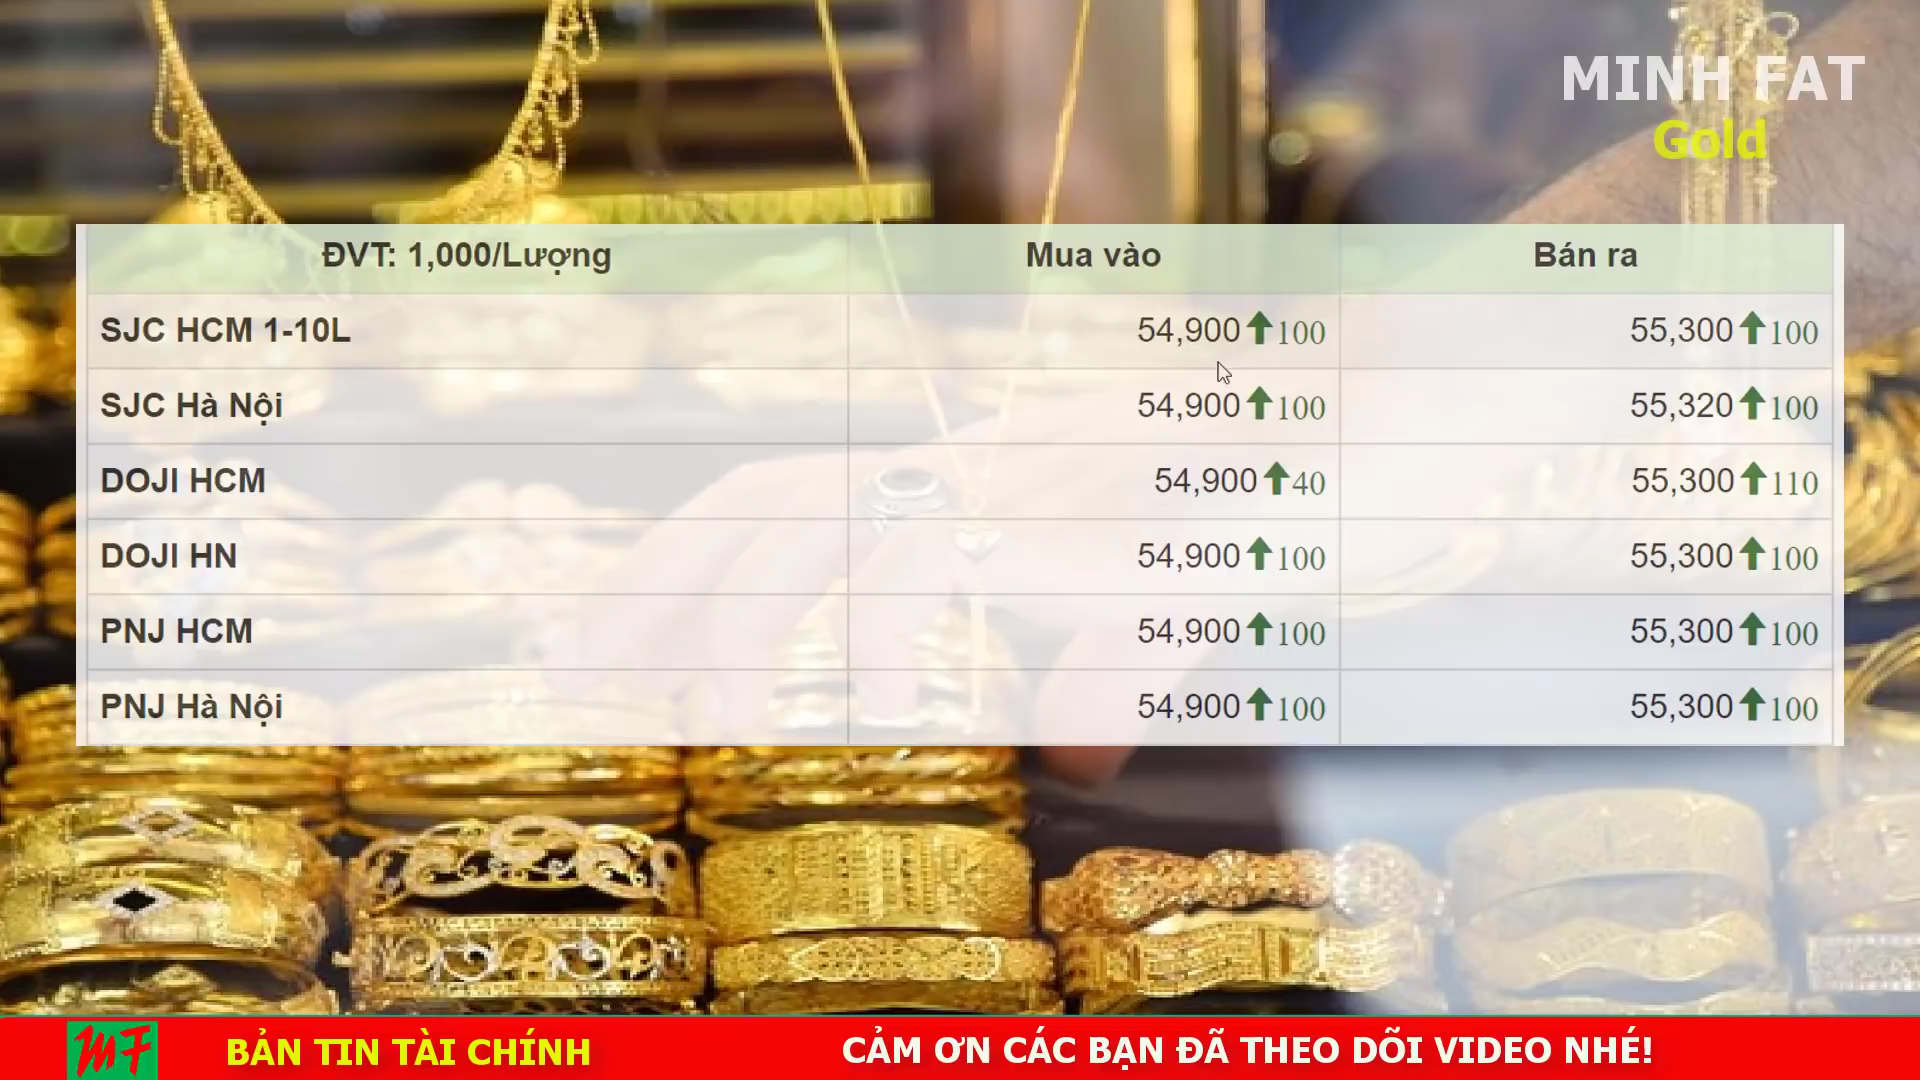 MINH FAT
Gold
ĐVT: 1,000/Lượng Mua vào Bán ra
SJC HCM 1-10L 54,900 100 55,300 100
SJC Hà Nội 54,900 100 55,320 100
DOJI HCM 54,900 40 55,300 110
DOJI HN 54,900 100 55,300 100
PNJ HCM 54,900 100 55,300 100
PNJ Hà Nội 54,900 100 55,300 100
MF BẢN TIN TÀI CHÍNH CẢM ƠN CÁC BẠN ĐÃ THEO DÕI VIDEO NHÉ!